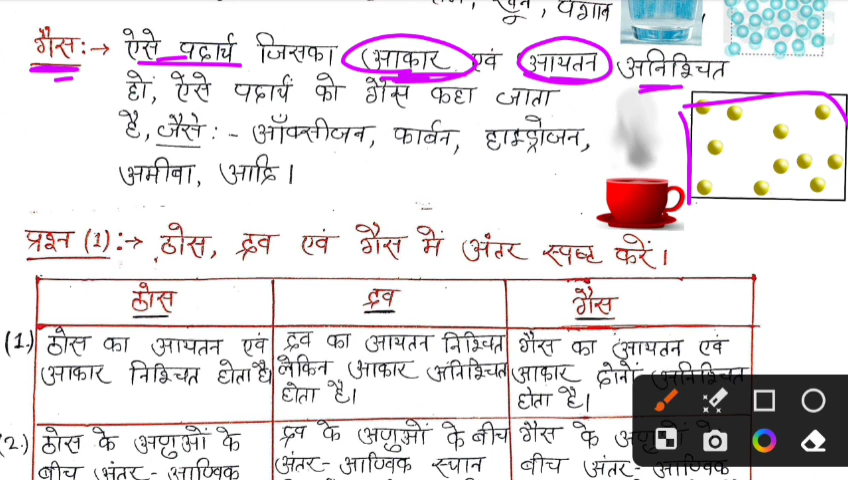 खून, पेशाब
गैस:→ ऐसे पदार्थ जिसका आकार एवं आयतन अनिश्चित
हो, ऐसे पदार्थ को गैस कहा जाता
है, जैसे:- ऑक्सीजन, कार्बन, हाइड्रोजन,
अमीबा, आदि।
प्रश्न (1):→ ठोस, द्रव एवं गैस में अंतर स्पष्ट करें।
ठोस द्रव गैस
(1.) ठोस का आयतन एवं द्रव का आयतन निश्चित गैस का आयतन एवं
आकार निश्चित होता है। लेकिन आकार अनिश्चित आकार दोनों अनिश्चित
होता है। होता है।
2.) ठोस के अणुओं के द्रव के अणुओं के बीच गैस के
बीच अंतर-आण्विक अंतर-आण्विक स्थान बीच अंतर-आण्विक